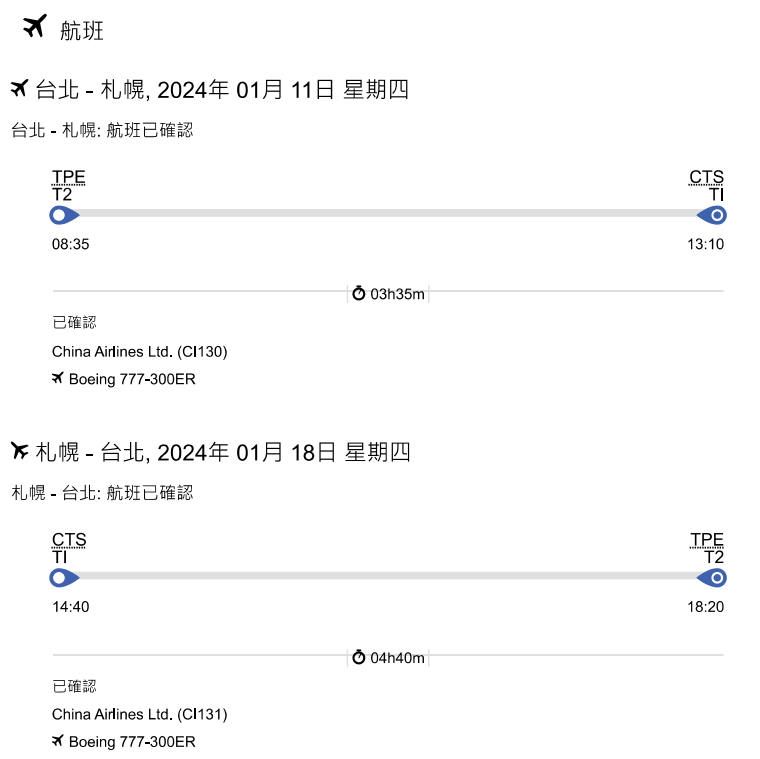 航班
台北 - 札幌, 2024年 01月 11日 星期四
台北 - 札幌: 航班已確認
TPE CTS
T2 TI
08:35 13:10
03h35m
已確認
China Airlines Ltd. (CI130)
Boeing 777-300ER
札幌 - 台北, 2024年 01月 18日 星期四
札幌 - 台北: 航班已確認
CTS TPE
TI T2
14:40 18:20
04h40m
已確認
China Airlines Ltd. (CI131)
Boeing 777-300ER